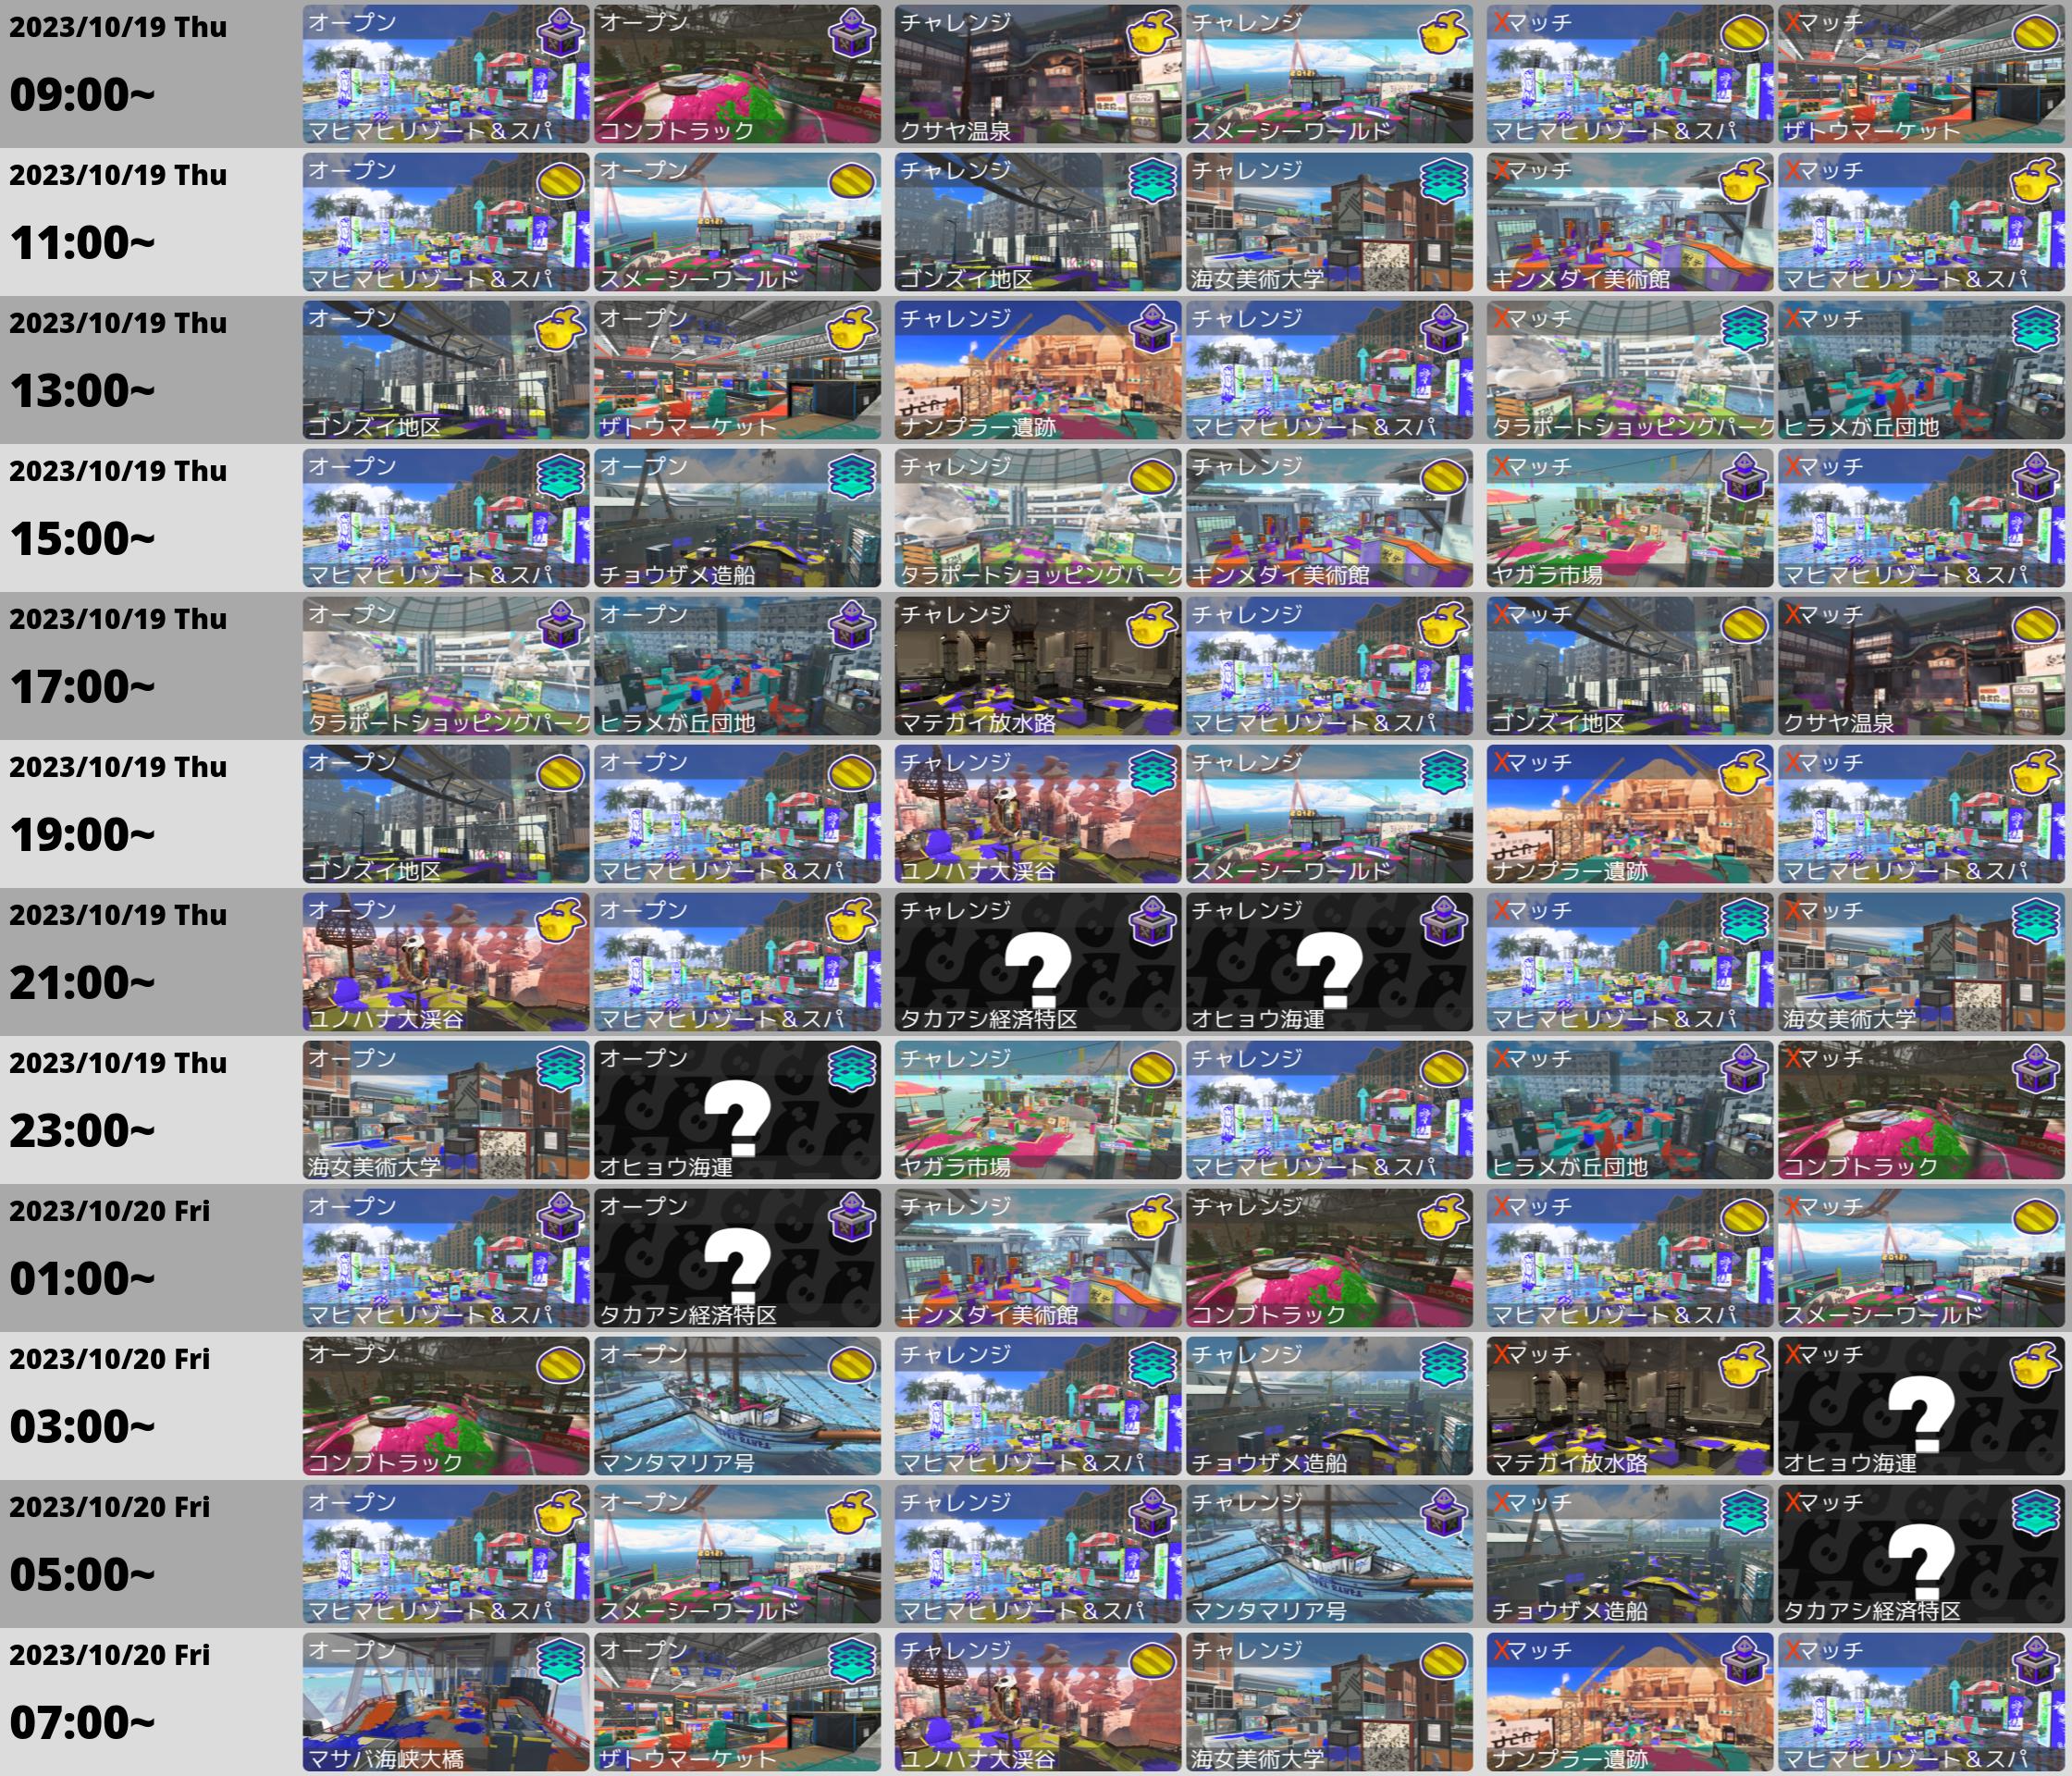 2023/10/19 Thu
09:00~
オープン
マヒマヒリゾート＆スパ
オープン
コンブトラック
チャレンジ
クサヤ温泉
チャレンジ
スメーシーワールド
Xマッチ
マヒマヒリゾート＆スパ
Xマッチ
ザトウマーケット
2023/10/19 Thu
11:00~
オープン
マヒマヒリゾート＆スパ
オープン
スメーシーワールド
チャレンジ
ゴンズイ地区
チャレンジ
海女美術大学
Xマッチ
キンメダイ美術館
Xマッチ
マヒマヒリゾート＆スパ
2023/10/19 Thu
13:00~
オープン
ゴンズイ地区
オープン
ザトウマーケット
チャレンジ
ナンプラー遺跡
チャレンジ
マヒマヒリゾート＆スパ
Xマッチ
タラポートショッピングパーク
Xマッチ
ヒラメが丘団地
2023/10/19 Thu
15:00~
オープン
マヒマヒリゾート＆スパ
オープン
チョウザメ造船
チャレンジ
タラポートショッピングパーク
チャレンジ
キンメダイ美術館
Xマッチ
ヤガラ市場
Xマッチ
マヒマヒリゾート＆スパ
2023/10/19 Thu
17:00~
オープン
タラポートショッピングパーク
オープン
ヒラメが丘団地
チャレンジ
マテガイ放水路
チャレンジ
マヒマヒリゾート＆スパ
Xマッチ
ゴンズイ地区
Xマッチ
クサヤ温泉
2023/10/19 Thu
19:00~
オープン
ゴンズイ地区
オープン
マヒマヒリゾート＆スパ
チャレンジ
ユノハナ大渓谷
チャレンジ
スメーシーワールド
Xマッチ
ナンプラー遺跡
Xマッチ
マヒマヒリゾート＆スパ
2023/10/19 Thu
21:00~
オープン
ユノハナ大渓谷
オープン
マヒマヒリゾート＆スパ
チャレンジ
?
タカアシ経済特区
チャレンジ
?
オヒョウ海運
Xマッチ
マヒマヒリゾート＆スパ
Xマッチ
海女美術大学
2023/10/19 Thu
23:00~
オープン
海女美術大学
オープン
?
オヒョウ海運
チャレンジ
ヤガラ市場
チャレンジ
マヒマヒリゾート＆スパ
Xマッチ
ヒラメが丘団地
Xマッチ
コンブトラック
2023/10/20 Fri
01:00~
オープン
マヒマヒリゾート＆スパ
オープン
?
タカアシ経済特区
チャレンジ
キンメダイ美術館
チャレンジ
コンブトラック
Xマッチ
マヒマヒリゾート＆スパ
Xマッチ
スメーシーワールド
2023/10/20 Fri
03:00~
オープン
コンブトラック
オープン
マンタマリア号
チャレンジ
マヒマヒリゾート＆スパ
チャレンジ
チョウザメ造船
Xマッチ
マテガイ放水路
Xマッチ
?
オヒョウ海運
2023/10/20 Fri
05:00~
オープン
マヒマヒリゾート＆スパ
オープン
スメーシーワールド
チャレンジ
マヒマヒリゾート＆スパ
チャレンジ
マンタマリア号
Xマッチ
チョウザメ造船
Xマッチ
?
タカアシ経済特区
2023/10/20 Fri
07:00~
オープン
マサバ海峡大橋
オープン
ザトウマーケット
チャレンジ
ユノハナ大渓谷
チャレンジ
海女美術大学
Xマッチ
ナンプラー遺跡
Xマッチ
マヒマヒリゾート＆スパ